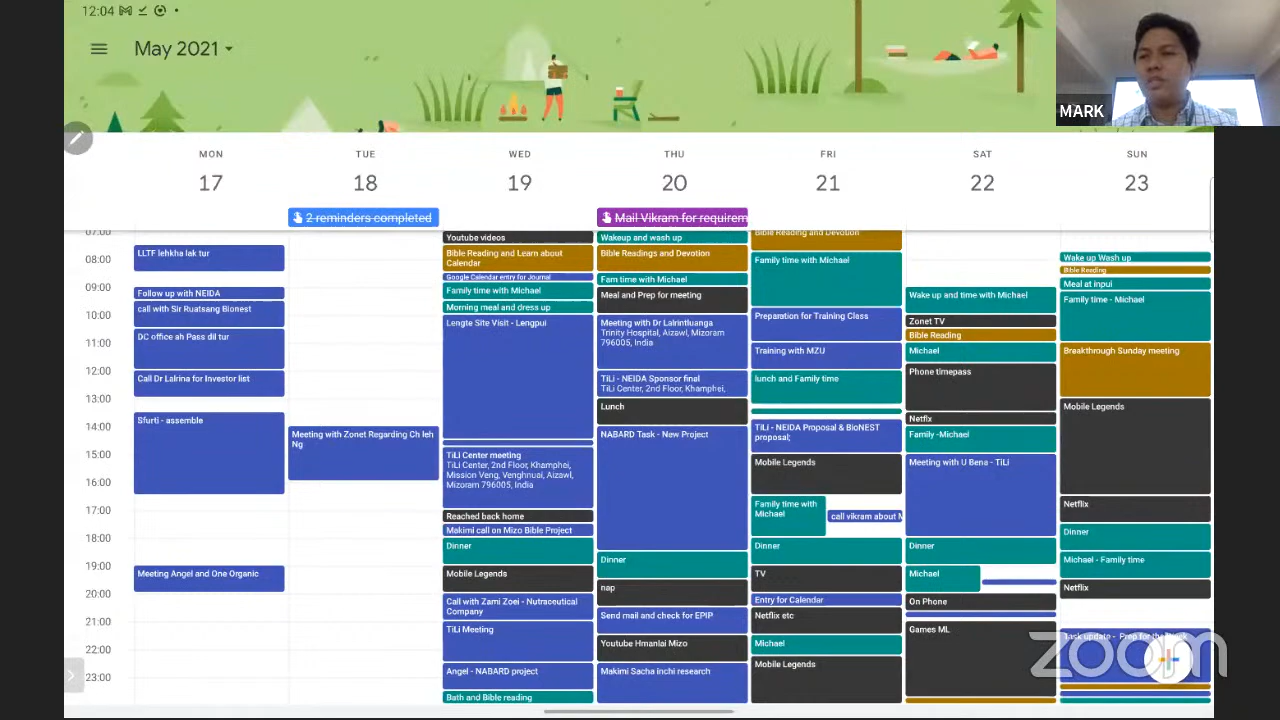 12:04
May 2021
MARK
MON
TUE
WED
THU
FRI
SAT
SUN
17
18
19
20
21
22
23
2 reminders completed
Mail Vikram for requirem
07:00
08:00
09:00
10:00
11:00
12:00
13:00
14:00
15:00
16:00
17:00
18:00
19:00
20:00
21:00
22:00
23:00
LLTF lehkha lak tur
Follow up with NEIDA
call with Sir Ruatsang Bionest
DC office ah Pass dil tur
Call Dr Lalrina for Investor list
Sfurti - assemble
Meeting Angel and One Organic
Meeting with Zonet Regarding Ch leh
Ng
Youtube videos
Bible Reading and Learn about
Calendar
Google Calendar entry for Journal
Family time with Michael
Morning meal and dress up
Lengte Site Visit - Lengpui
TiLi Center meeting
TiLi Center, 2nd Floor, Khamphei,
Mission Veng, Venghnuai, Aizawl,
Mizoram 796005, India
Reached back home
Makimi call on Mizo Bible Project
Dinner
Mobile Legends
Call with Zami Zoei - Nutraceutical
Company
TiLi Meeting
Angel - NABARD project
Bath and Bible reading
Wakeup and wash up
Bible Readings and Devotion
Fam time with Michael
Meal and Prep for meeting
Meeting with Dr Lalrintluanga
Trinity Hospital, Aizawl, Mizoram
796005, India
TiLi - NEIDA Sponsor final
TiLi Center, 2nd Floor, Khamphei,
Lunch
NABARD Task - New Project
Dinner
nap
Send mail and check for EPIP
Youtube Hmanlai Mizo
Makimi Sacha inchi research
Bible Reading and Devotion
Family time with Michael
Preparation for Training Class
Training with MZU
lunch and Family time
TiLi - NEIDA Proposal & BioNEST
proposal;
Mobile Legends
Family time with
Michael
call vikram about M
Dinner
TV
Entry for Calendar
Netflix etc
Michael
Mobile Legends
Wake up and time with Michael
Zonet TV
Bible Reading
Michael
Phone timepass
Netflix
Family -Michael
Meeting with U Bena - TiLi
Dinner
Michael
On Phone
Games ML
Wake up Wash up
Bible Reading
Meal at inpui
Family time - Michael
Breakthrough Sunday meeting
Mobile Legends
Netflix
Dinner
Michael - Family time
Netflix
Task update - Prep for the Week
zoom